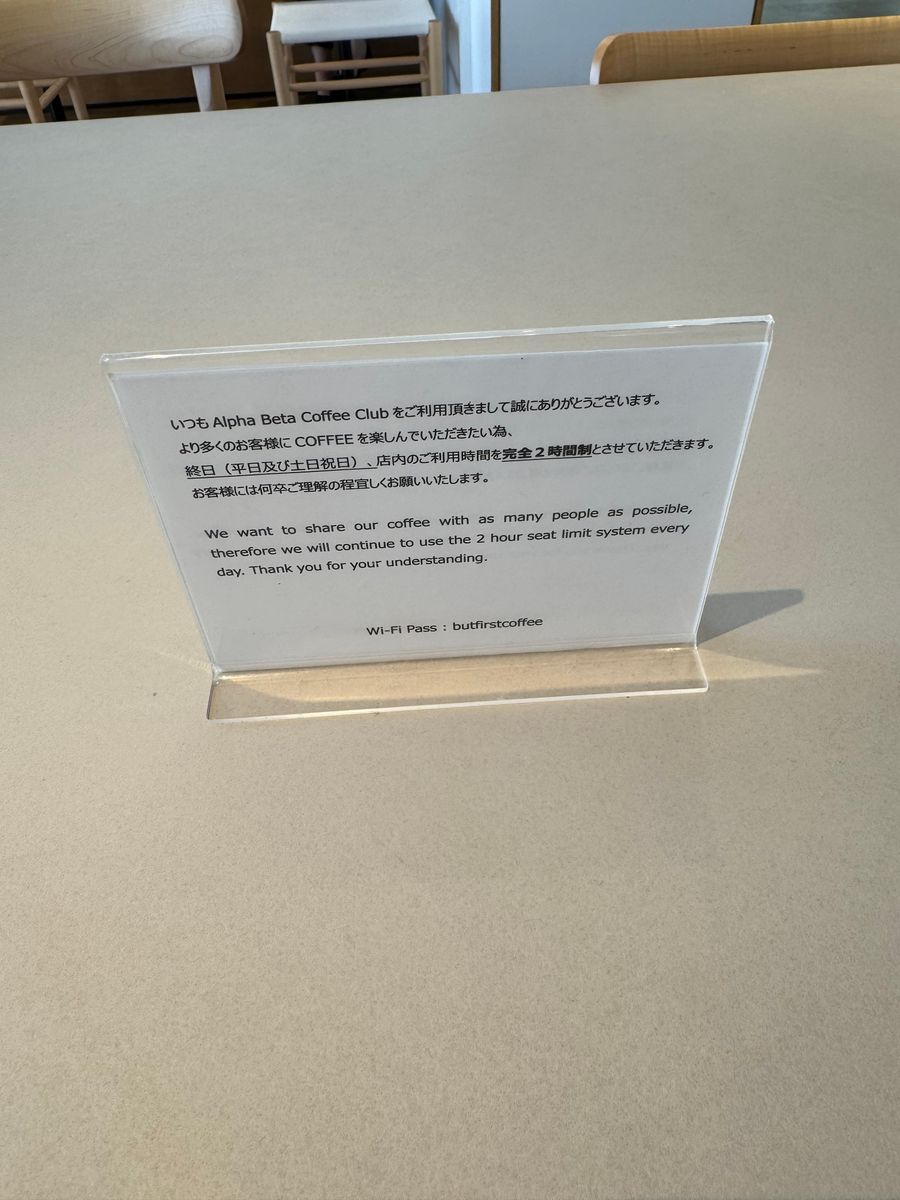 いつも Alpha Beta Coffee Club をご利用頂きまして誠にありがとうございます。
より多くのお客様に COFFEE を楽しんでいただきたい為、
終日（平日及び土日祝日）、店内のご利用時間を完全２時間制とさせていただきます。
お客様には何卒ご理解の程宜しくお願いいたします。
We want to share our coffee with as many people as possible,
therefore we will continue to use the 2 hour seat limit system every
day. Thank you for your understanding.
Wi-Fi Pass : butfirstcoffee